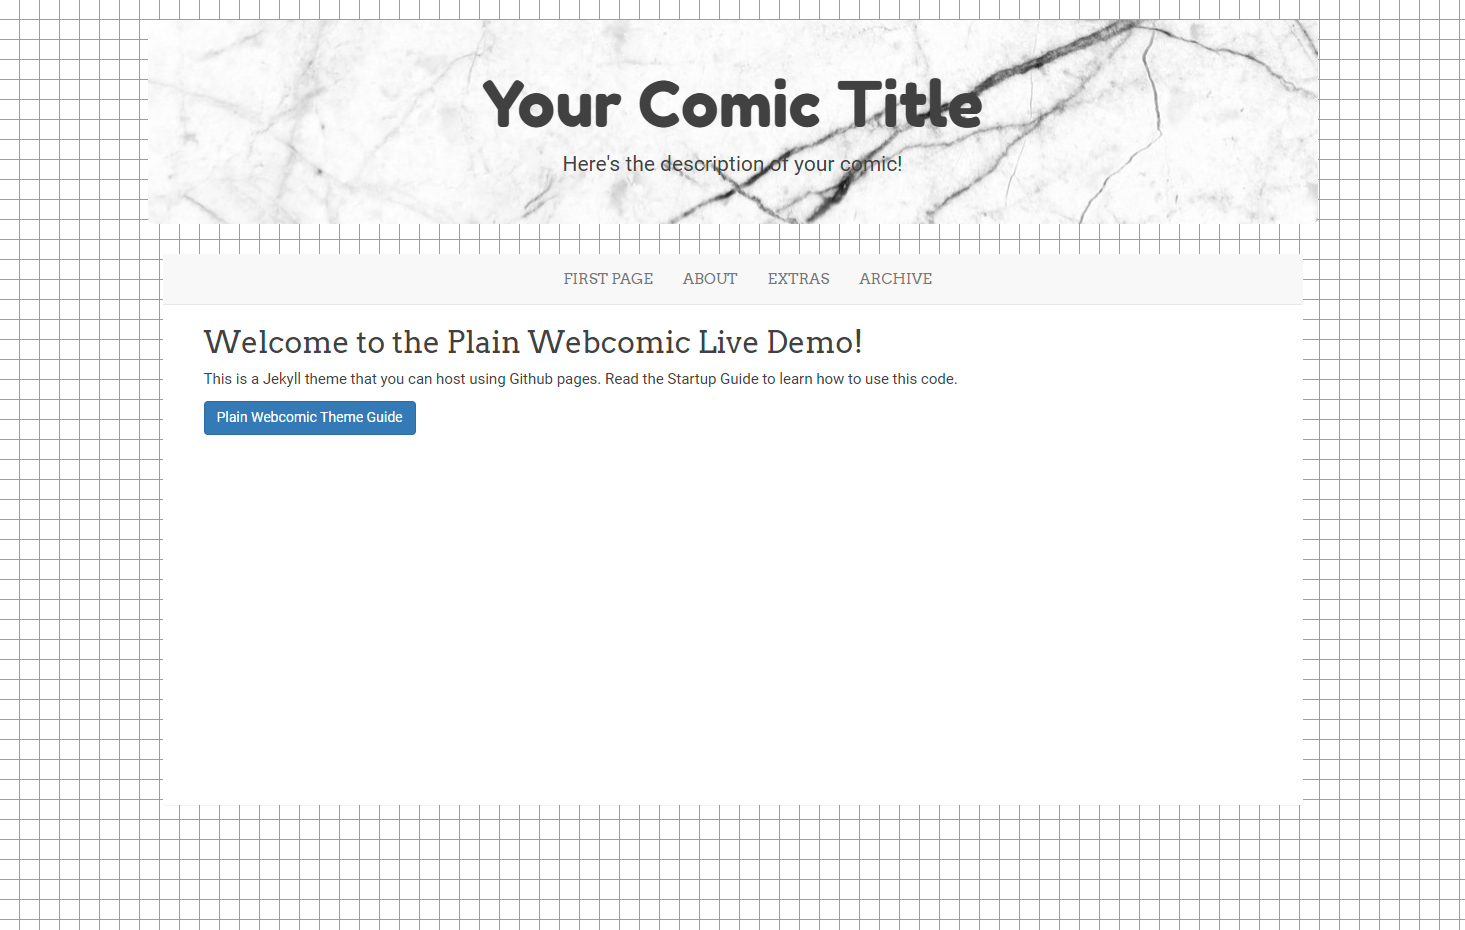 Your Comic Title
Here's the description of your comic!
FIRST PAGE ABOUT EXTRAS ARCHIVE
Welcome to the Plain Webcomic Live Demo!
This is a Jekyll theme that you can host using Github pages. Read the Startup Guide to learn how to use this code.
Plain Webcomic Theme Guide